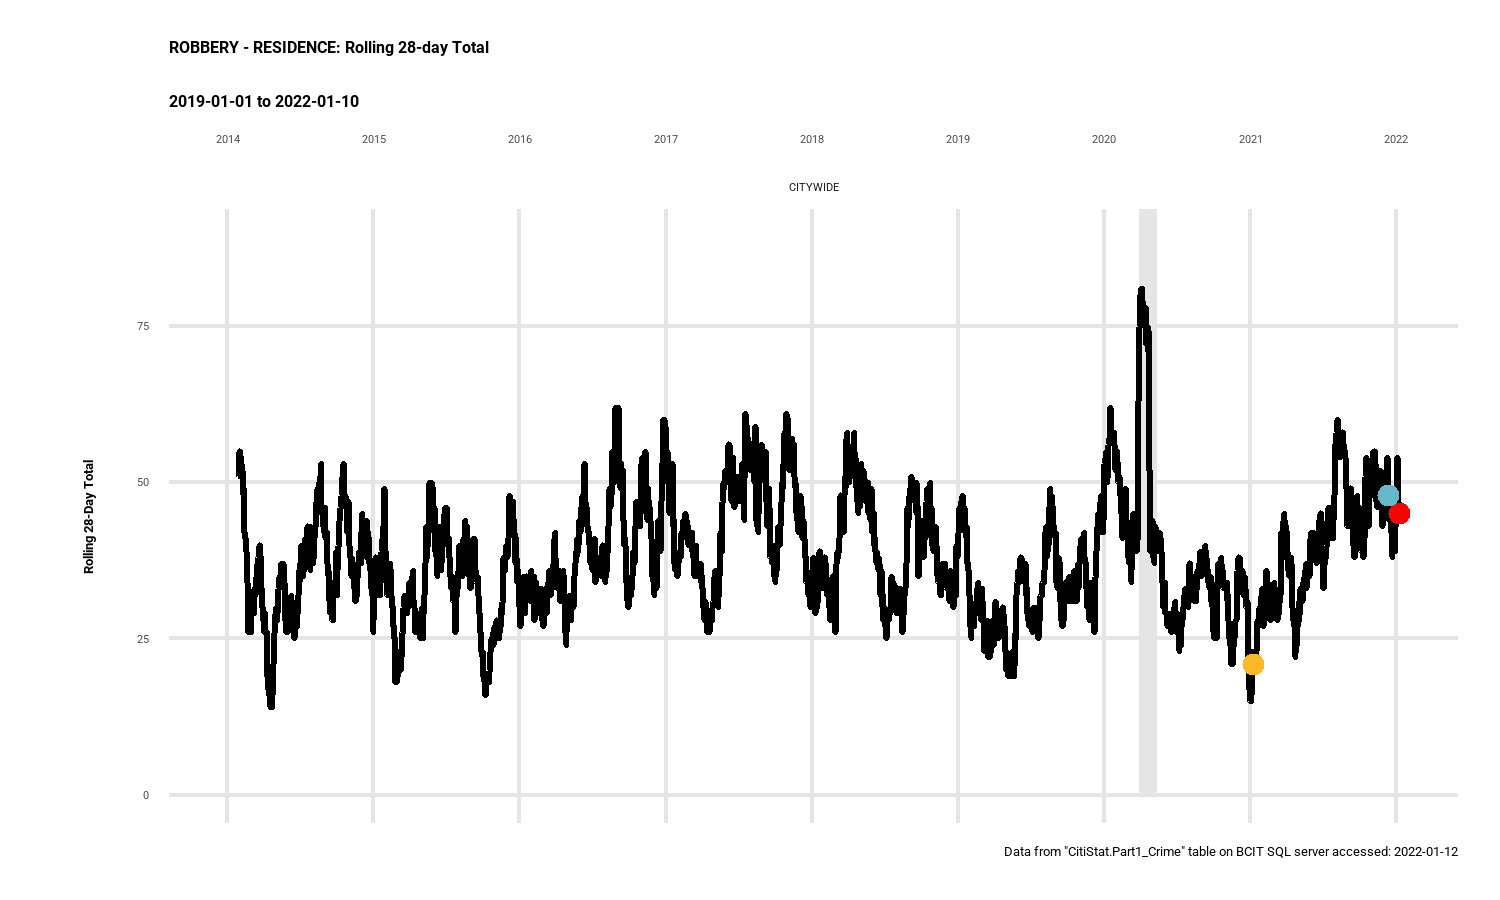 ROBBERY - RESIDENCE: Rolling 28-day Total
2019-01-01 to 2022-01-10
2014 2015 2016 2017 2018 2019 2020 2021 2022
CITYWIDE
75
50
25
0
Rolling 28-Day Total
Data from "CitiStat.Part1_Crime" table on BCIT SQL server accessed: 2022-01-12